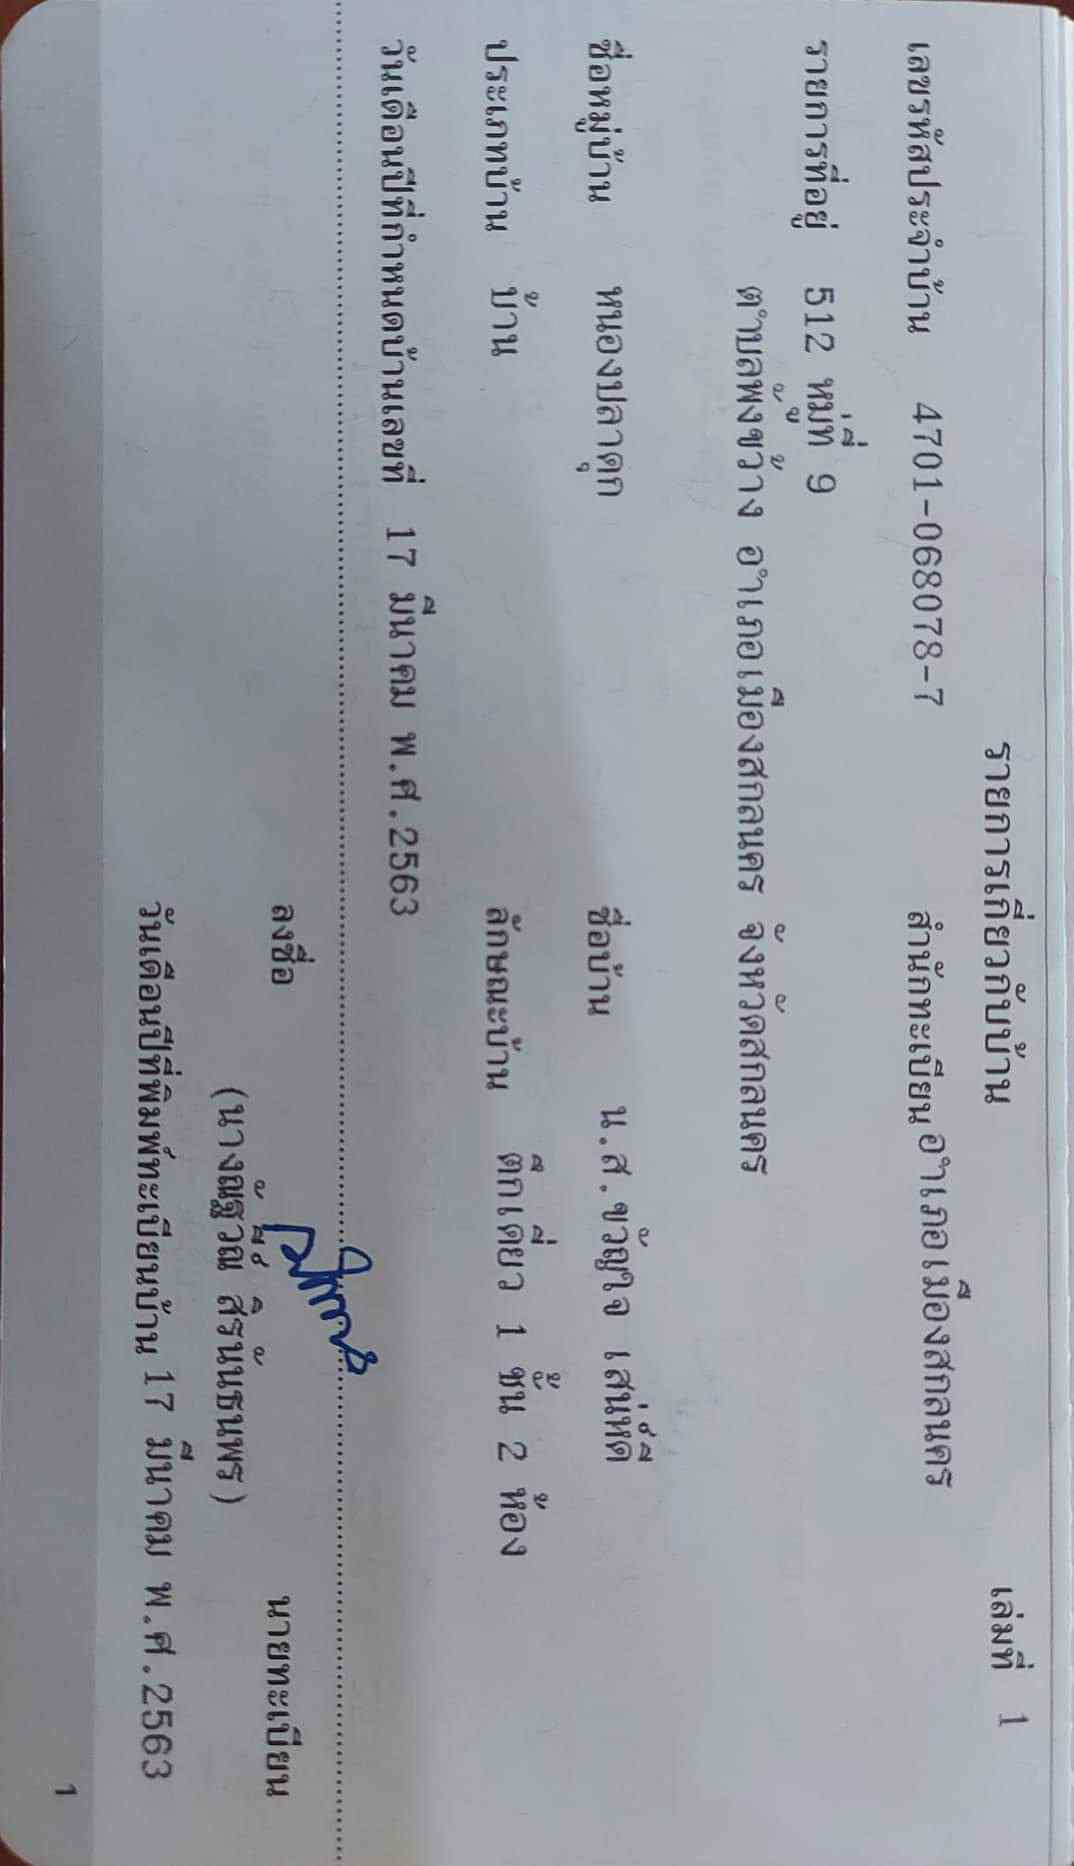 รายการเกี่ยวกับบ้าน เล่มที่ 1
เลขรหัสประจำบ้าน 4701-068078-7 สำนักทะเบียน อำเภอเมืองสกลนคร
รายการที่อยู่ 512 หมู่ที่ 9
ตำบลพังขว้าง อำเภอเมืองสกลนคร จังหวัดสกลนคร
ชื่อหมู่บ้าน หนองปลาดุก ชื่อบ้าน น.ส.ขวัญใจ เสน่ห์ดี
ประเภทบ้าน บ้าน ลักษณะบ้าน ตึกเดี่ยว 1 ชั้น 2 ห้อง
วันเดือนปีที่กำหนดบ้านเลขที่ 17 มีนาคม พ.ศ.2563
ลงชื่อ นายทะเบียน
สิรนันธนพร)
วันเดือนปีที่พิมพ์ทะเบียนบ้าน 17 มีนาคม พ.ศ.2563
1